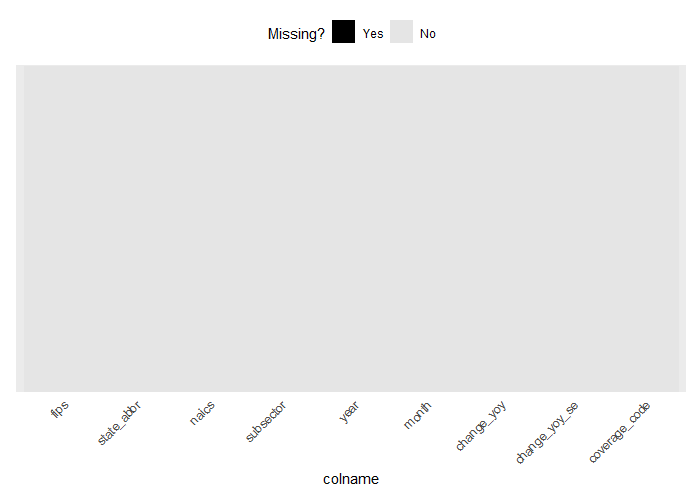 Missing? Yes No
fips state_abbr naics subsector year month change_yoy change_yoy_se coverage_code
colname